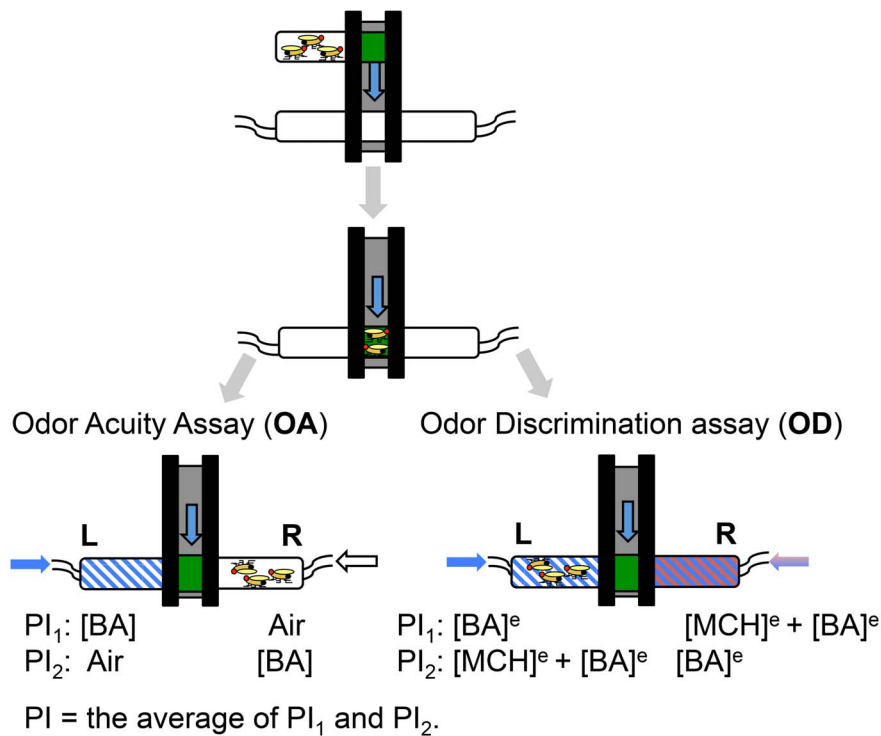 Odor Acuity Assay (OA)
Odor Discrimination assay (OD)
L R
L R
PI₁: [BA] Air
PI₂: Air [BA]
PI₁: [BA]ᵉ [MCH]ᵉ + [BA]ᵉ
PI₂: [MCH]ᵉ + [BA]ᵉ [BA]ᵉ
PI = the average of PI₁ and PI₂.